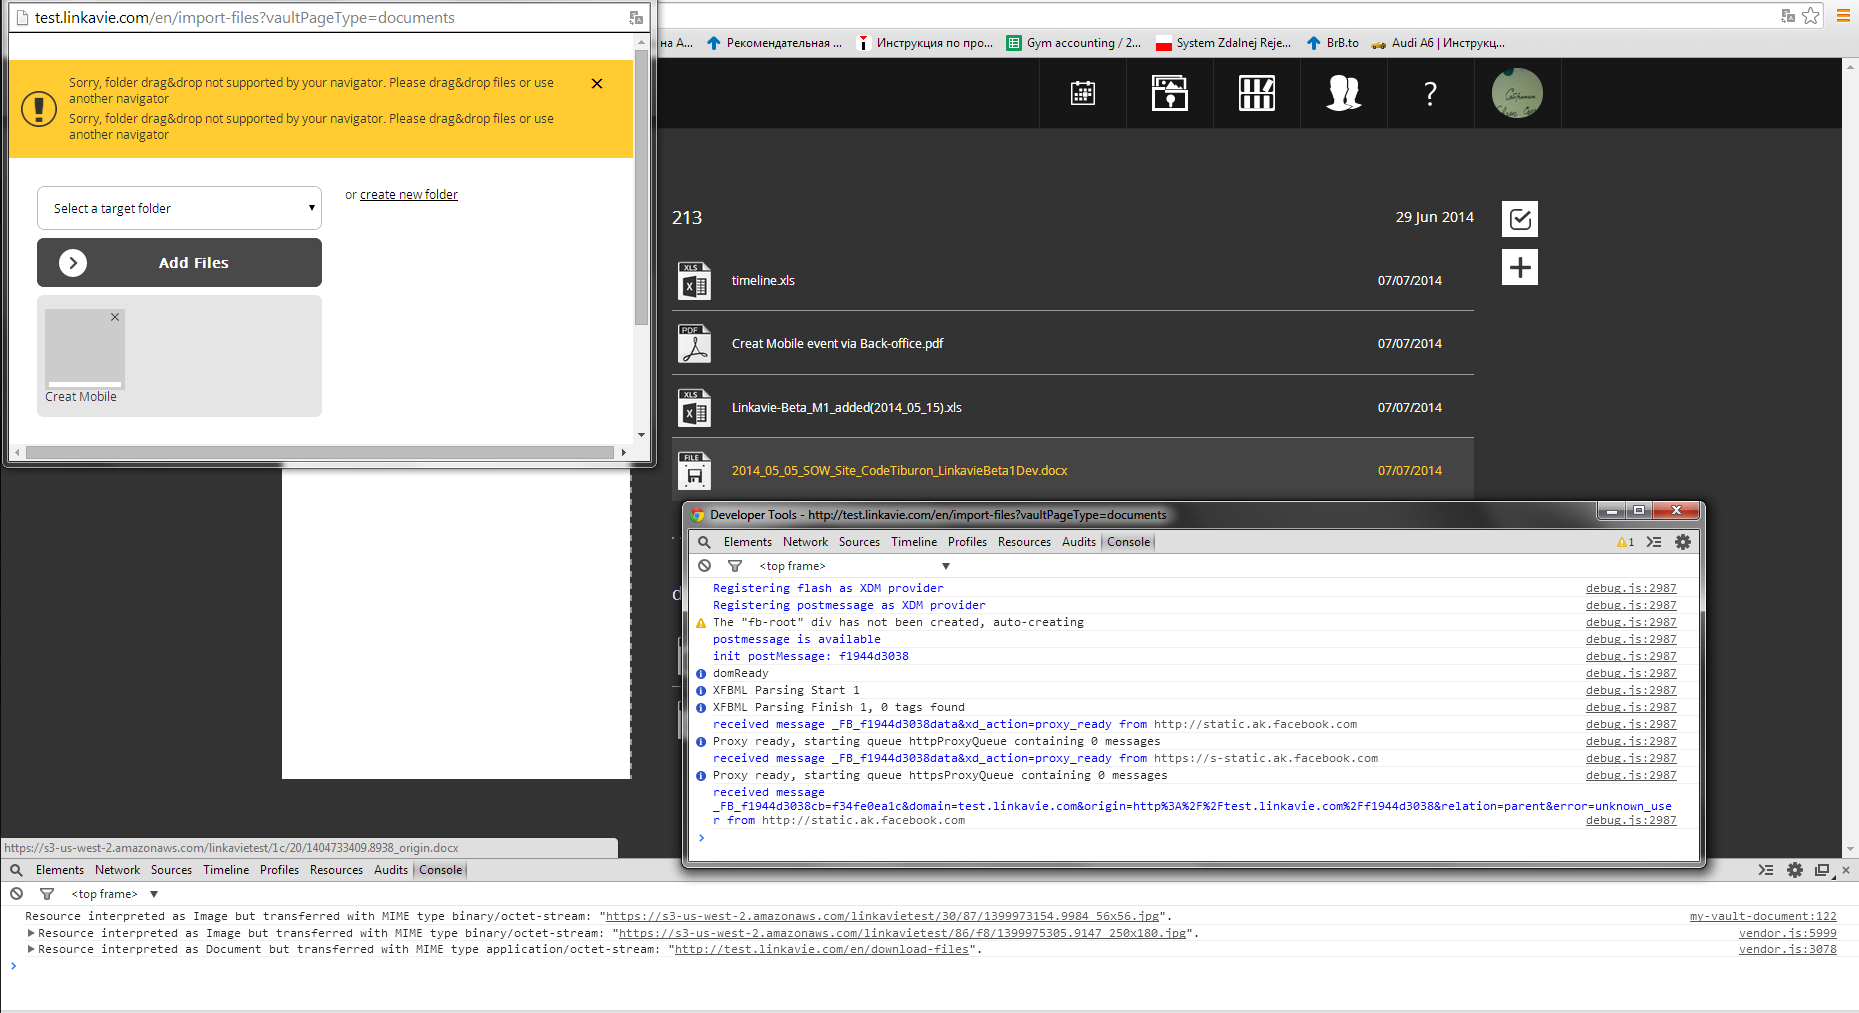 test.linkavie.com/en/import-files?vaultPageType=documents
на А...
Рекомендательная ...
Инструкция по про...
Gym accounting / 2...
System Zdalnej Reje...
BrB.to
Audi A6 | Инструкц...
Sorry, folder drag&drop not supported by your navigator. Please drag&drop files or use
another navigator
Sorry, folder drag&drop not supported by your navigator. Please drag&drop files or use
another navigator
Select a target folder
or create new folder
Add Files
Creat Mobile
?
213
29 Jun 2014
XLS
timeline.xls
07/07/2014
PDF
Creat Mobile event via Back-office.pdf
07/07/2014
XLS
Linkavie-Beta_M1_added(2014_05_15).xls
07/07/2014
FILE
2014_05_05_SOW_Site_CodeTiburon_LinkavieBeta1Dev.docx
07/07/2014
Developer Tools - http://test.linkavie.com/en/import-files?vaultPageType=documents
Elements Network Sources Timeline Profiles Resources Audits Console
1
<top frame>
Registering flash as XDM provider debug.js:2987
Registering postmessage as XDM provider debug.js:2987
The "fb-root" div has not been created, auto-creating debug.js:2987
postmessage is available debug.js:2987
init postMessage: f1944d3038 debug.js:2987
domReady debug.js:2987
XFBML Parsing Start 1 debug.js:2987
XFBML Parsing Finish 1, 0 tags found debug.js:2987
received message _FB_f1944d3038data&xd_action=proxy_ready from http://static.ak.facebook.com debug.js:2987
Proxy ready, starting queue httpProxyQueue containing 0 messages debug.js:2987
received message _FB_f1944d3038data&xd_action=proxy_ready from https://s-static.ak.facebook.com debug.js:2987
Proxy ready, starting queue httpsProxyQueue containing 0 messages debug.js:2987
received message
_FB_f1944d3038cb=f34fe0ea1c&domain=test.linkavie.com&origin=http%3A%2F%2Ftest.linkavie.com%2Ff1944d3038&relation=parent&error=unknown_use
r from http://static.ak.facebook.com debug.js:2987
https://s3-us-west-2.amazonaws.com/linkavietest/1c/20/1404733409.8938_origin.docx
Elements Network Sources Timeline Profiles Resources Audits Console
<top frame>
Resource interpreted as Image but transferred with MIME type binary/octet-stream: "https://s3-us-west-2.amazonaws.com/linkavietest/30/87/1399973154.9984_56x56.jpg". my-vault-document:122
Resource interpreted as Image but transferred with MIME type binary/octet-stream: "https://s3-us-west-2.amazonaws.com/linkavietest/86/f8/1399975305.9147_250x180.jpg". vendor.js:5999
Resource interpreted as Document but transferred with MIME type application/octet-stream: "http://test.linkavie.com/en/download-files". vendor.js:3078